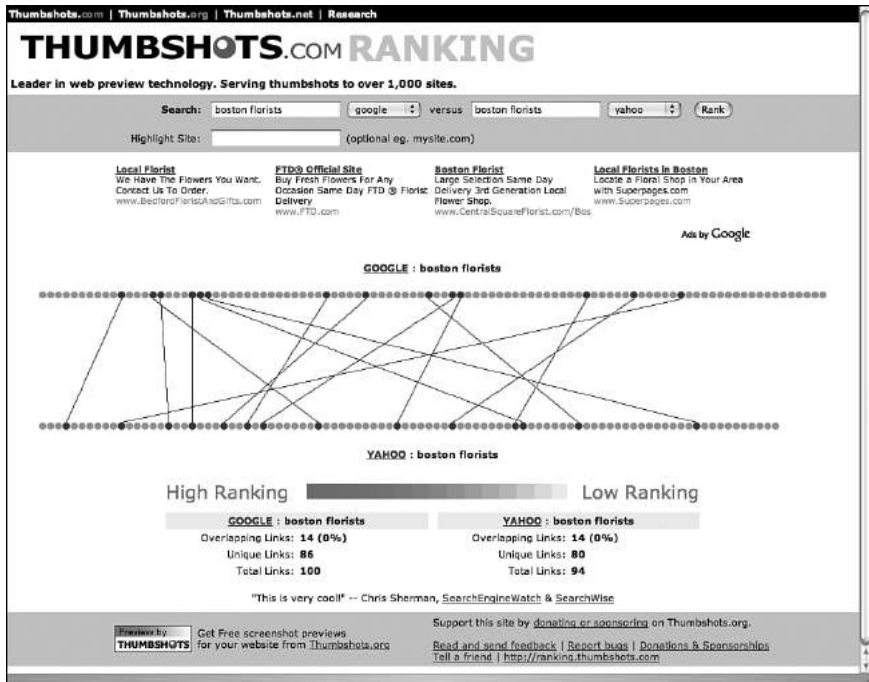 Thumbshots.com | Thumbshots.org | Thumbshots.net | Research
THUMBSHOTS.COM RANKING
Leader in web preview technology. Serving thumbshots to over 1,000 sites.
Search: boston florists google versus boston florists yahoo Rank
Highlight Site: (optional eg. mysite.com)
Local Florist
We Have The Flowers You Want.
Contact Us To Order.
www.BedfordFloristAndGifts.com
FTD® Official Site
Buy Fresh Flowers For Any
Occasion Same Day FTD ® Florist
Delivery
www.FTD.com
Boston Florist
Large Selection Same Day
Delivery 3rd Generation Local
Flower Shop.
www.CentralSquareFlorist.com/Bos
Local Florists in Boston
Locate a Floral Shop in Your Area
with Superpages.com
www.Superpages.com
Ads by Google
GOOGLE : boston florists
YAHOO : boston florists
High Ranking Low Ranking
GOOGLE : boston florists
Overlapping Links: 14 (0%)
Unique Links: 86
Total Links: 100
YAHOO : boston florists
Overlapping Links: 14 (0%)
Unique Links: 80
Total Links: 94
"This is very cool!" -- Chris Sherman, SearchEngineWatch & SearchWise
Previews by
THUMBSHOTS
Get Free screenshot previews
for your website from Thumbshots.org
Support this site by donating or sponsoring on Thumbshots.org.
Read and send feedback | Report bugs | Donations & Sponsorships
Tell a friend | http://ranking.thumbshots.com